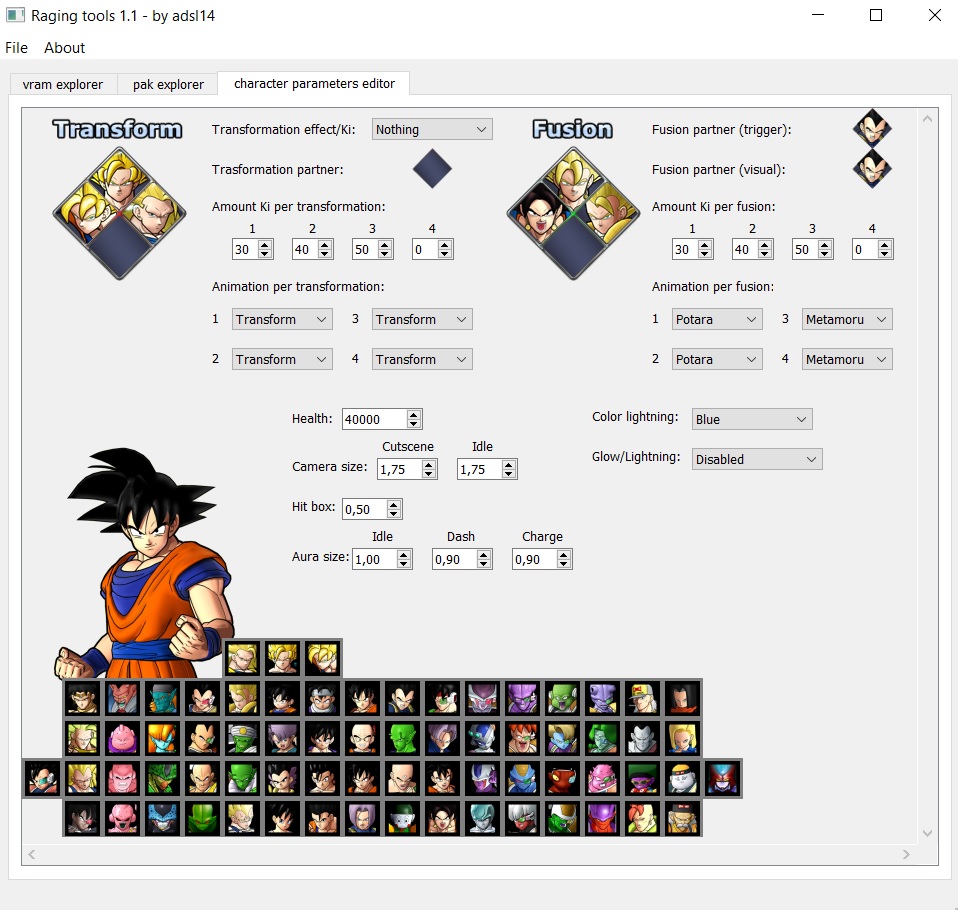 Raging tools 1.1 - by adsl14
File About
vram explorer pak explorer character parameters editor
Transform Transformation effect/Ki: Nothing Fusion Fusion partner (trigger):
Trasformation partner: Fusion partner (visual):
Amount Ki per transformation: Amount Ki per fusion:
1 2 3 4 1 2 3 4
30 40 50 0 30 40 50 0
Animation per transformation: Animation per fusion:
1 Transform 3 Transform 1 Potara 3 Metamoru
2 Transform 4 Transform 2 Potara 4 Metamoru
Health: 40000 Color lightning: Blue
Cutscene Idle
Camera size: 1,75 1,75 Glow/Lightning: Disabled
Hit box: 0,50
Idle Dash Charge
Aura size: 1,00 0,90 0,90